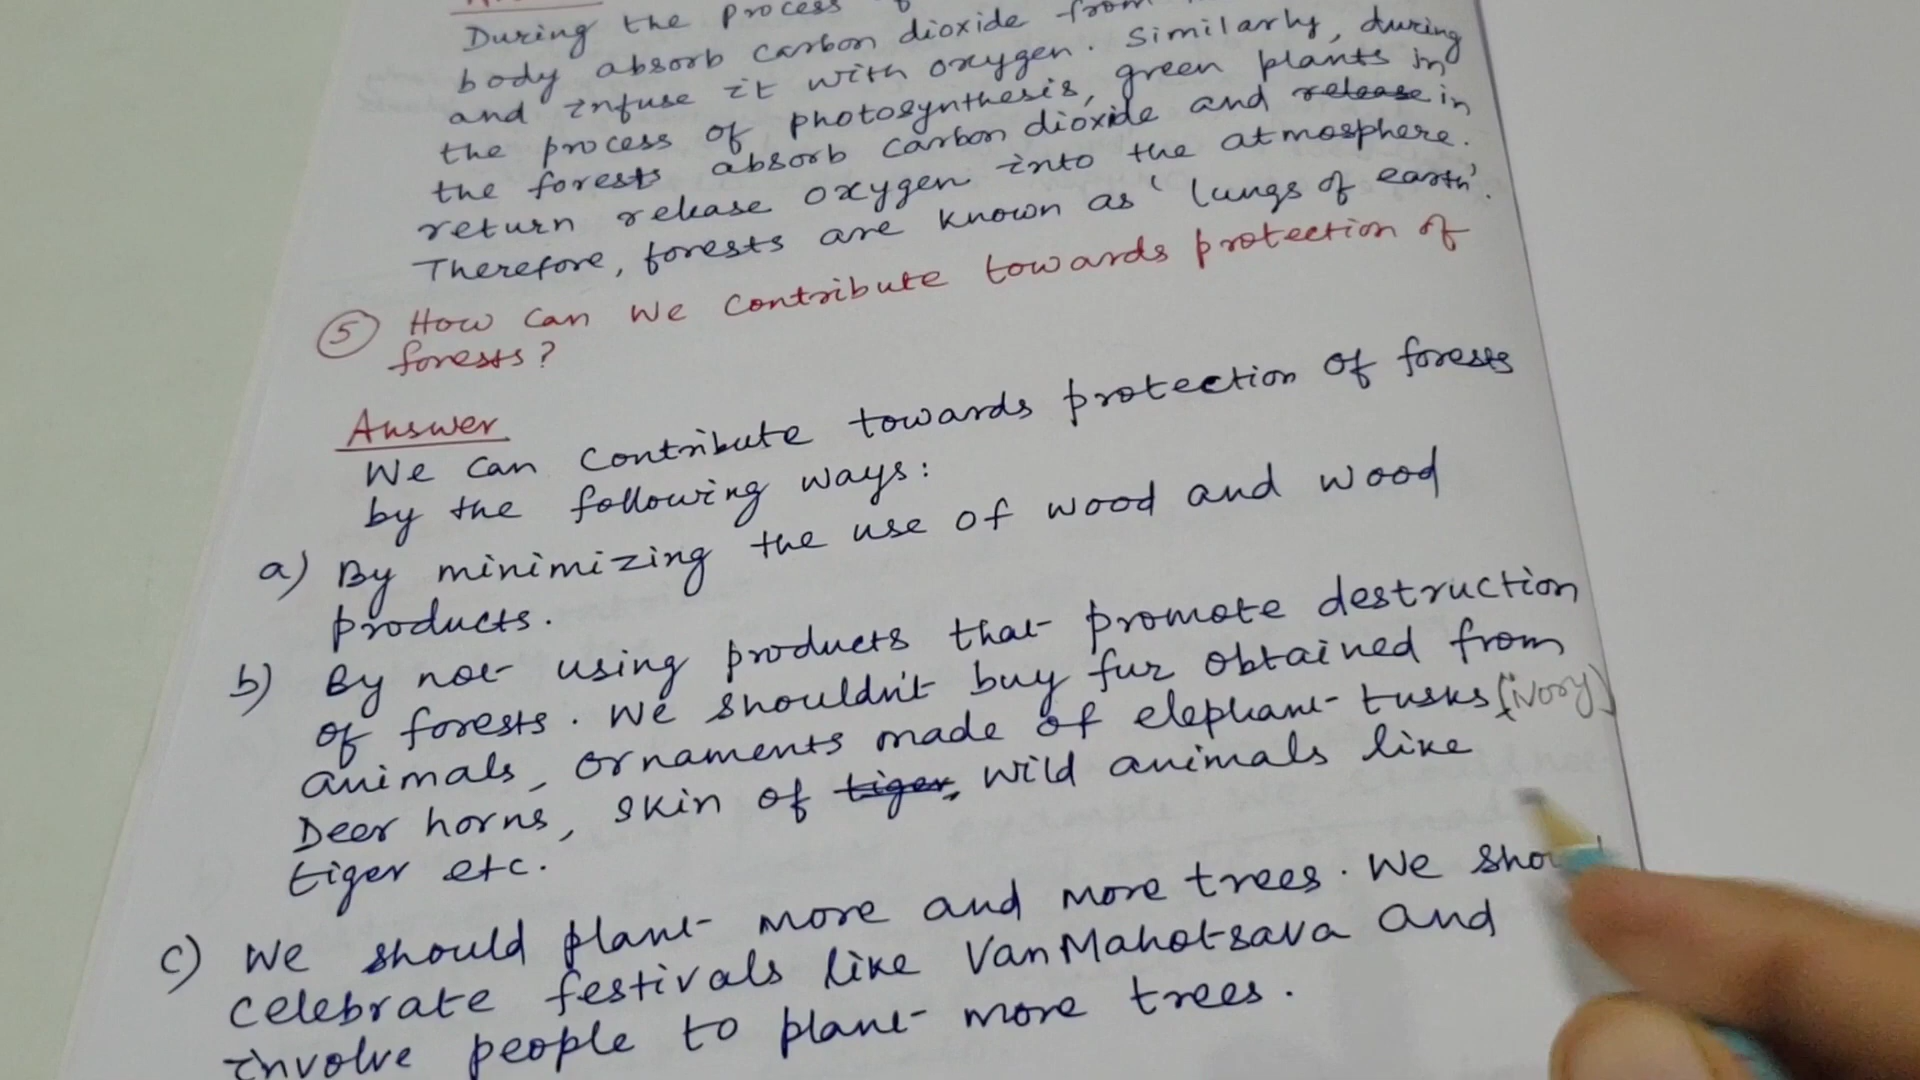 During the process
body absorb carbon dioxide from
and infuse it with oxygen. Similarly, during
the process of photosynthesis, green plants in
the forests absorb carbon dioxide and release in
return release oxygen into the atmosphere.
Therefore, forests are known as 'lungs of earth'.
5 How can we contribute towards protection of
forests?
Answer
We can contribute towards protection of forests
by the following ways:
a) By minimizing the use of wood and wood
products.
b) By not using products that promote destruction
of forests. We shouldn't buy fur obtained from
animals, ornaments made of elephant tusks (ivory)
Deer horns, skin of tiger, wild animals like
tiger etc.
c) We should plant more and more trees. We
celebrate festivals like Van Mahotsava and
involve people to plant more trees.